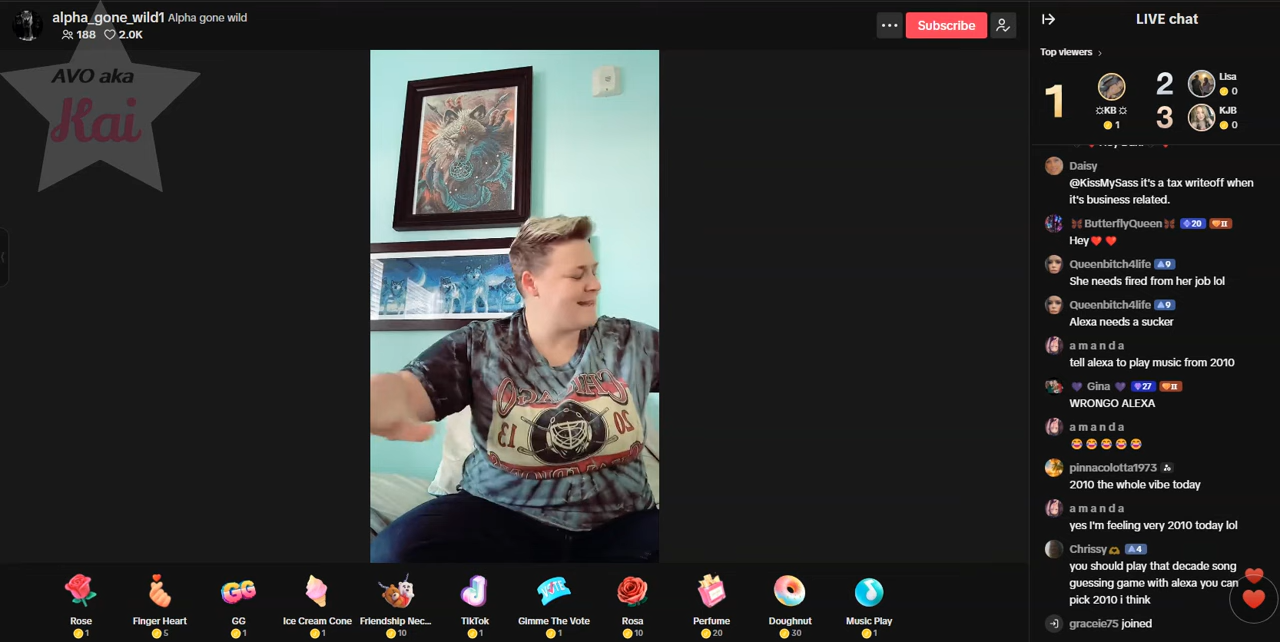 alpha_gone_wild1 Alpha gone wild
188 2.0K
Subscribe
AVO aka
Kai
LIVE chat
Top viewers
1
☼KB☼
1
2
Lisa
0
3
KJB
0
Daisy
@KissMySass it's a tax writeoff when
it's business related.
🦋ButterflyQueen🦋 20 II
Hey❤️ ❤️
Queenbitch4life 9
She needs fired from her job lol
Queenbitch4life 9
Alexa needs a sucker
a m a n d a
tell alexa to play music from 2010
💜 Gina 💜 27 II
WRONGO ALEXA
a m a n d a
pinnacolotta1973
2010 the whole vibe today
a m a n d a
yes I'm feeling very 2010 today lol
Chrissy🫶 4
you should play that decade song
guessing game with alexa you can
pick 2010 i think
graceie75 joined
CHICAGO
20 13
Rose
1
Finger Heart
5
GG
GG
1
Ice Cream Cone
1
Friendship Nec...
10
TikTok
1
Gimme The Vote
1
Rosa
10
Perfume
20
Doughnut
30
Music Play
1